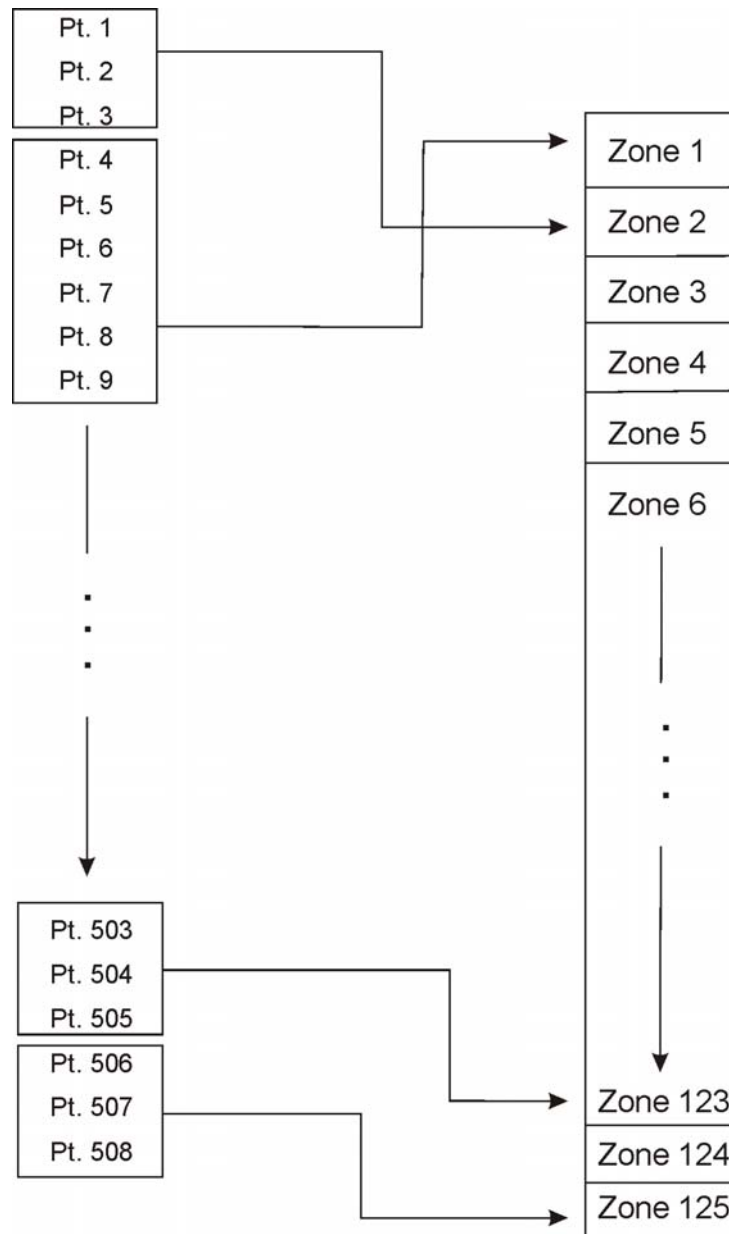 Pt. 1
Pt. 2
Pt. 3
Pt. 4
Pt. 5
Pt. 6
Pt. 7
Pt. 8
Pt. 9
Pt. 503
Pt. 504
Pt. 505
Pt. 506
Pt. 507
Pt. 508
Zone 1
Zone 2
Zone 3
Zone 4
Zone 5
Zone 6
Zone 123
Zone 124
Zone 125